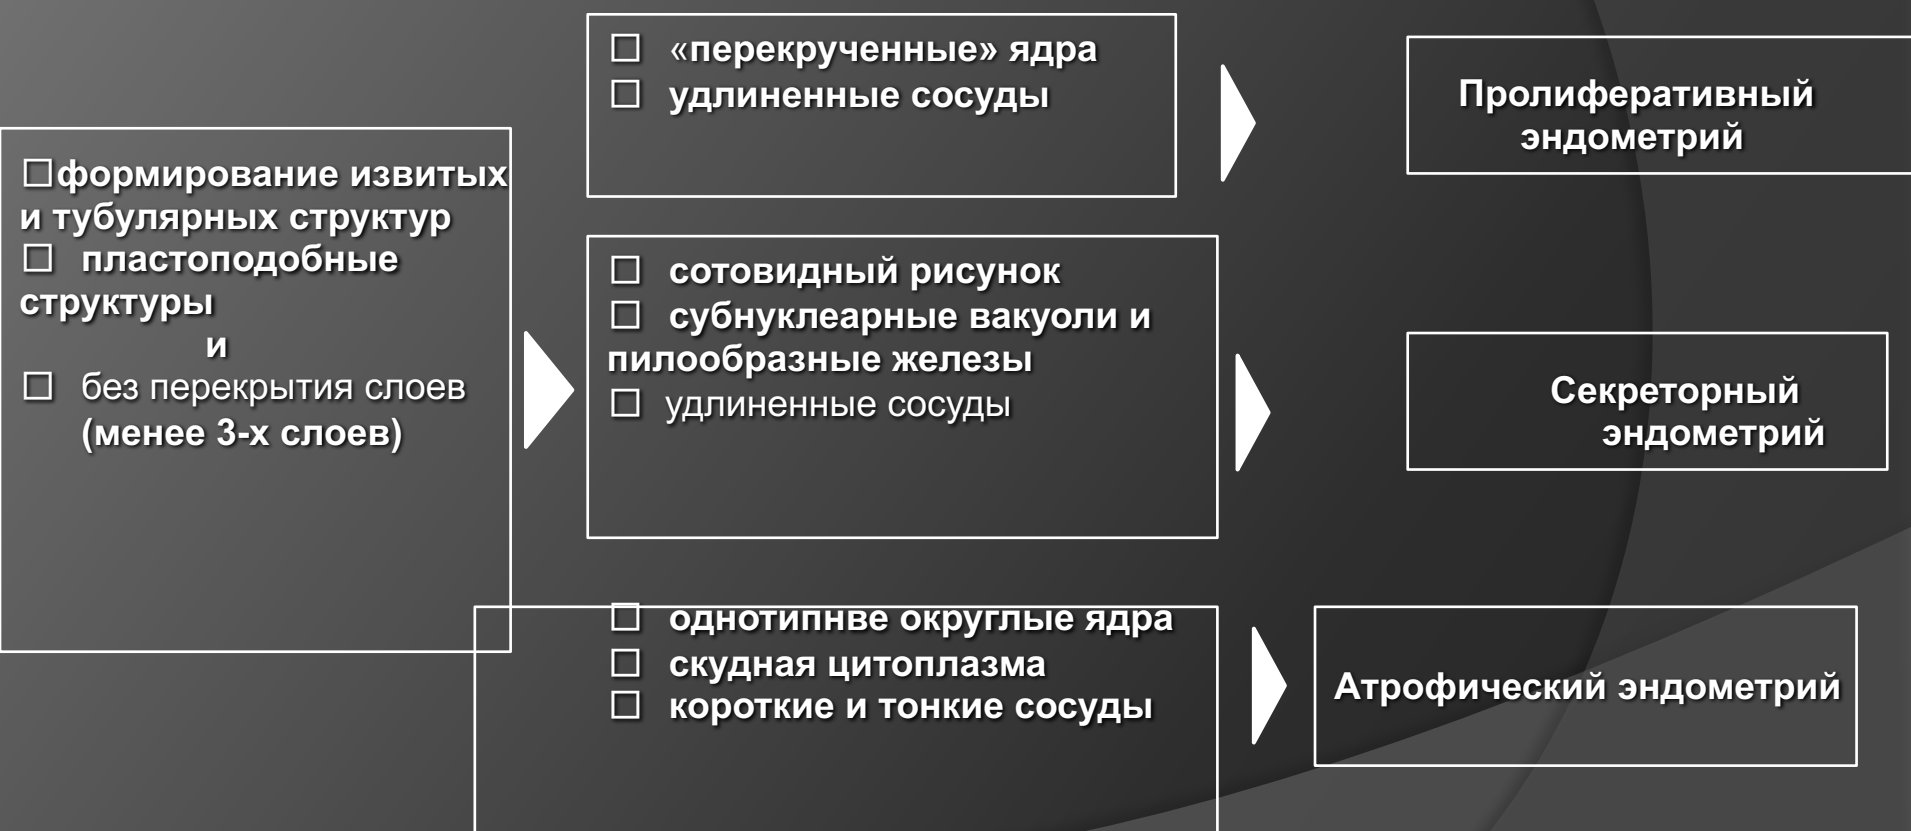 ☐формирование извитых
и тубулярных структур
☐ пластоподобные
структуры
и
☐ без перекрытия слоев
(менее 3-х слоев)
☐ «перекрученные» ядра
☐ удлиненные сосуды
Пролиферативный
эндометрий
☐ сотовидный рисунок
☐ субнуклеарные вакуоли и
пилообразные железы
☐ удлиненные сосуды
Секреторный
эндометрий
☐ однотипнве округлые ядра
☐ скудная цитоплазма
☐ короткие и тонкие сосуды
Атрофический эндометрий